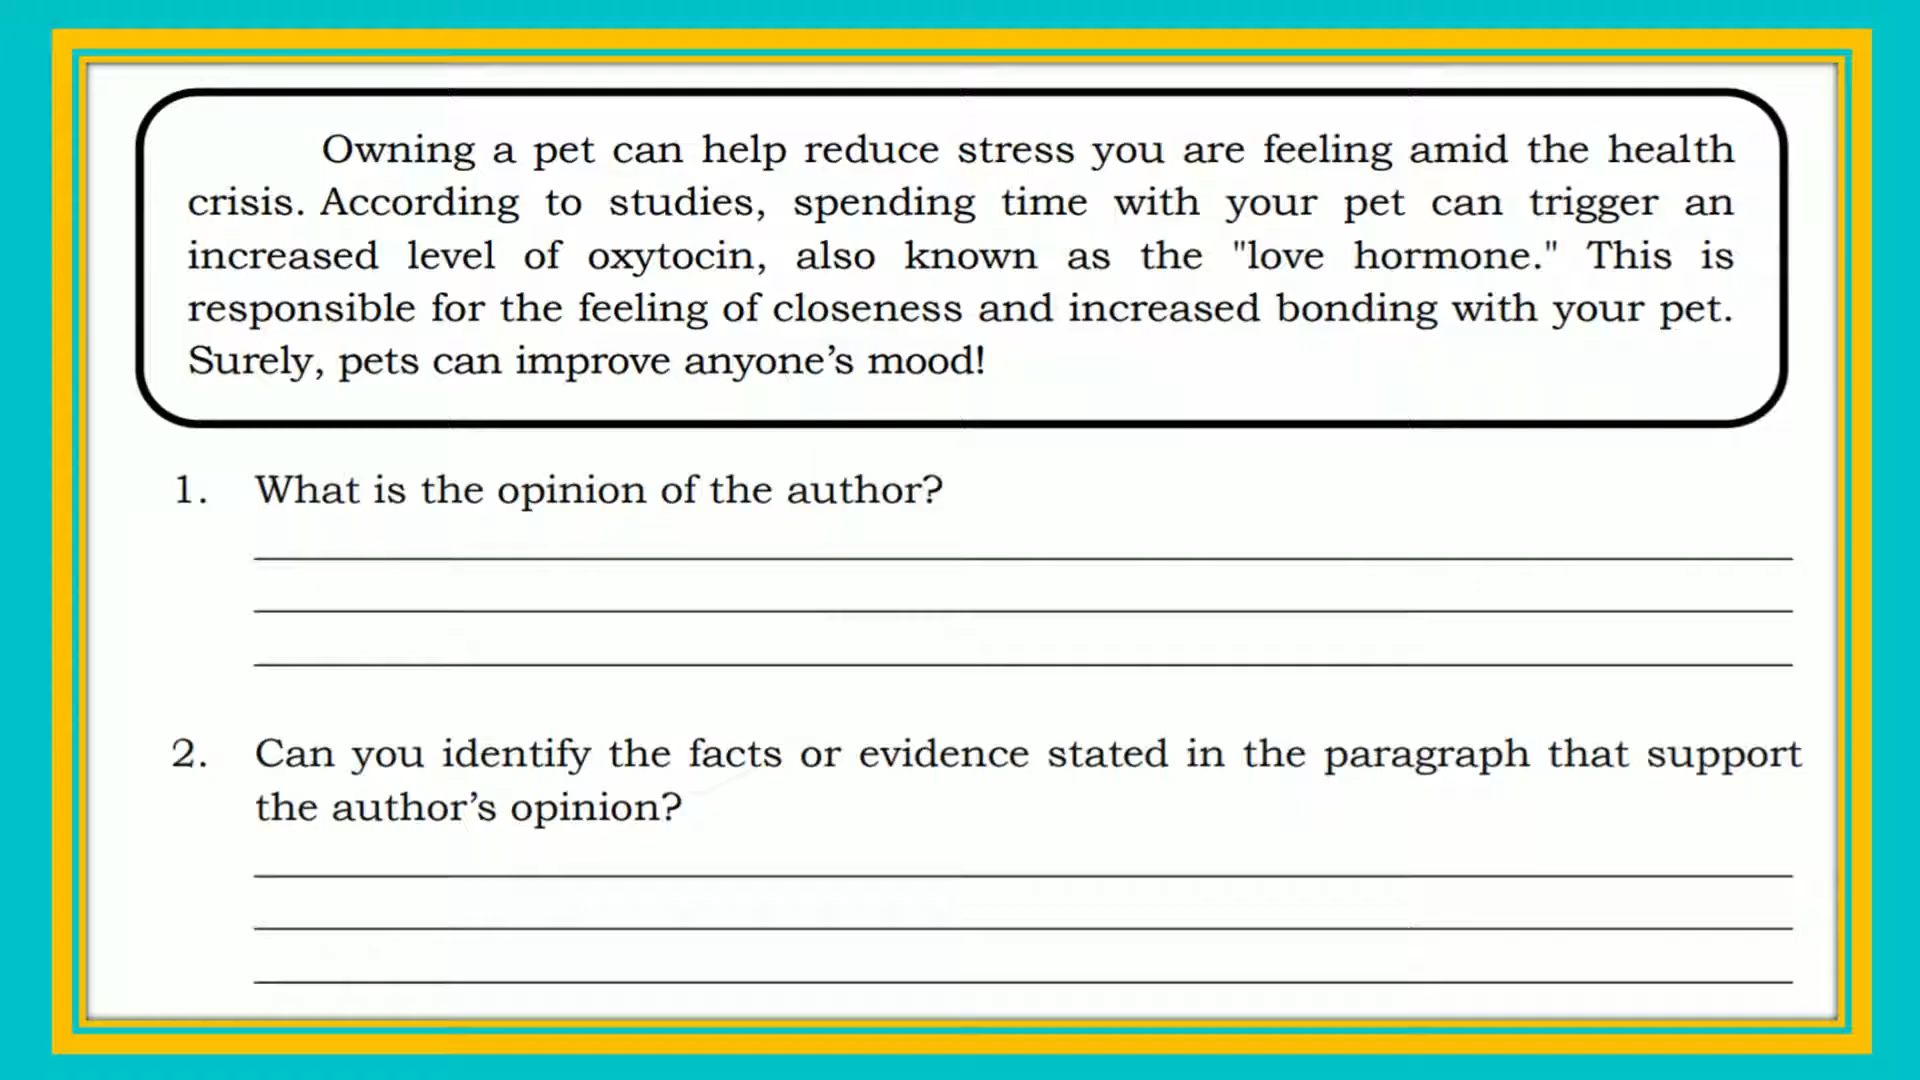 Owning a pet can help reduce stress you are feeling amid the health
crisis. According to studies, spending time with your pet can trigger an
increased level of oxytocin, also known as the "love hormone." This is
responsible for the feeling of closeness and increased bonding with your pet.
Surely, pets can improve anyone’s mood!
1. What is the opinion of the author?
2. Can you identify the facts or evidence stated in the paragraph that support
the author’s opinion?